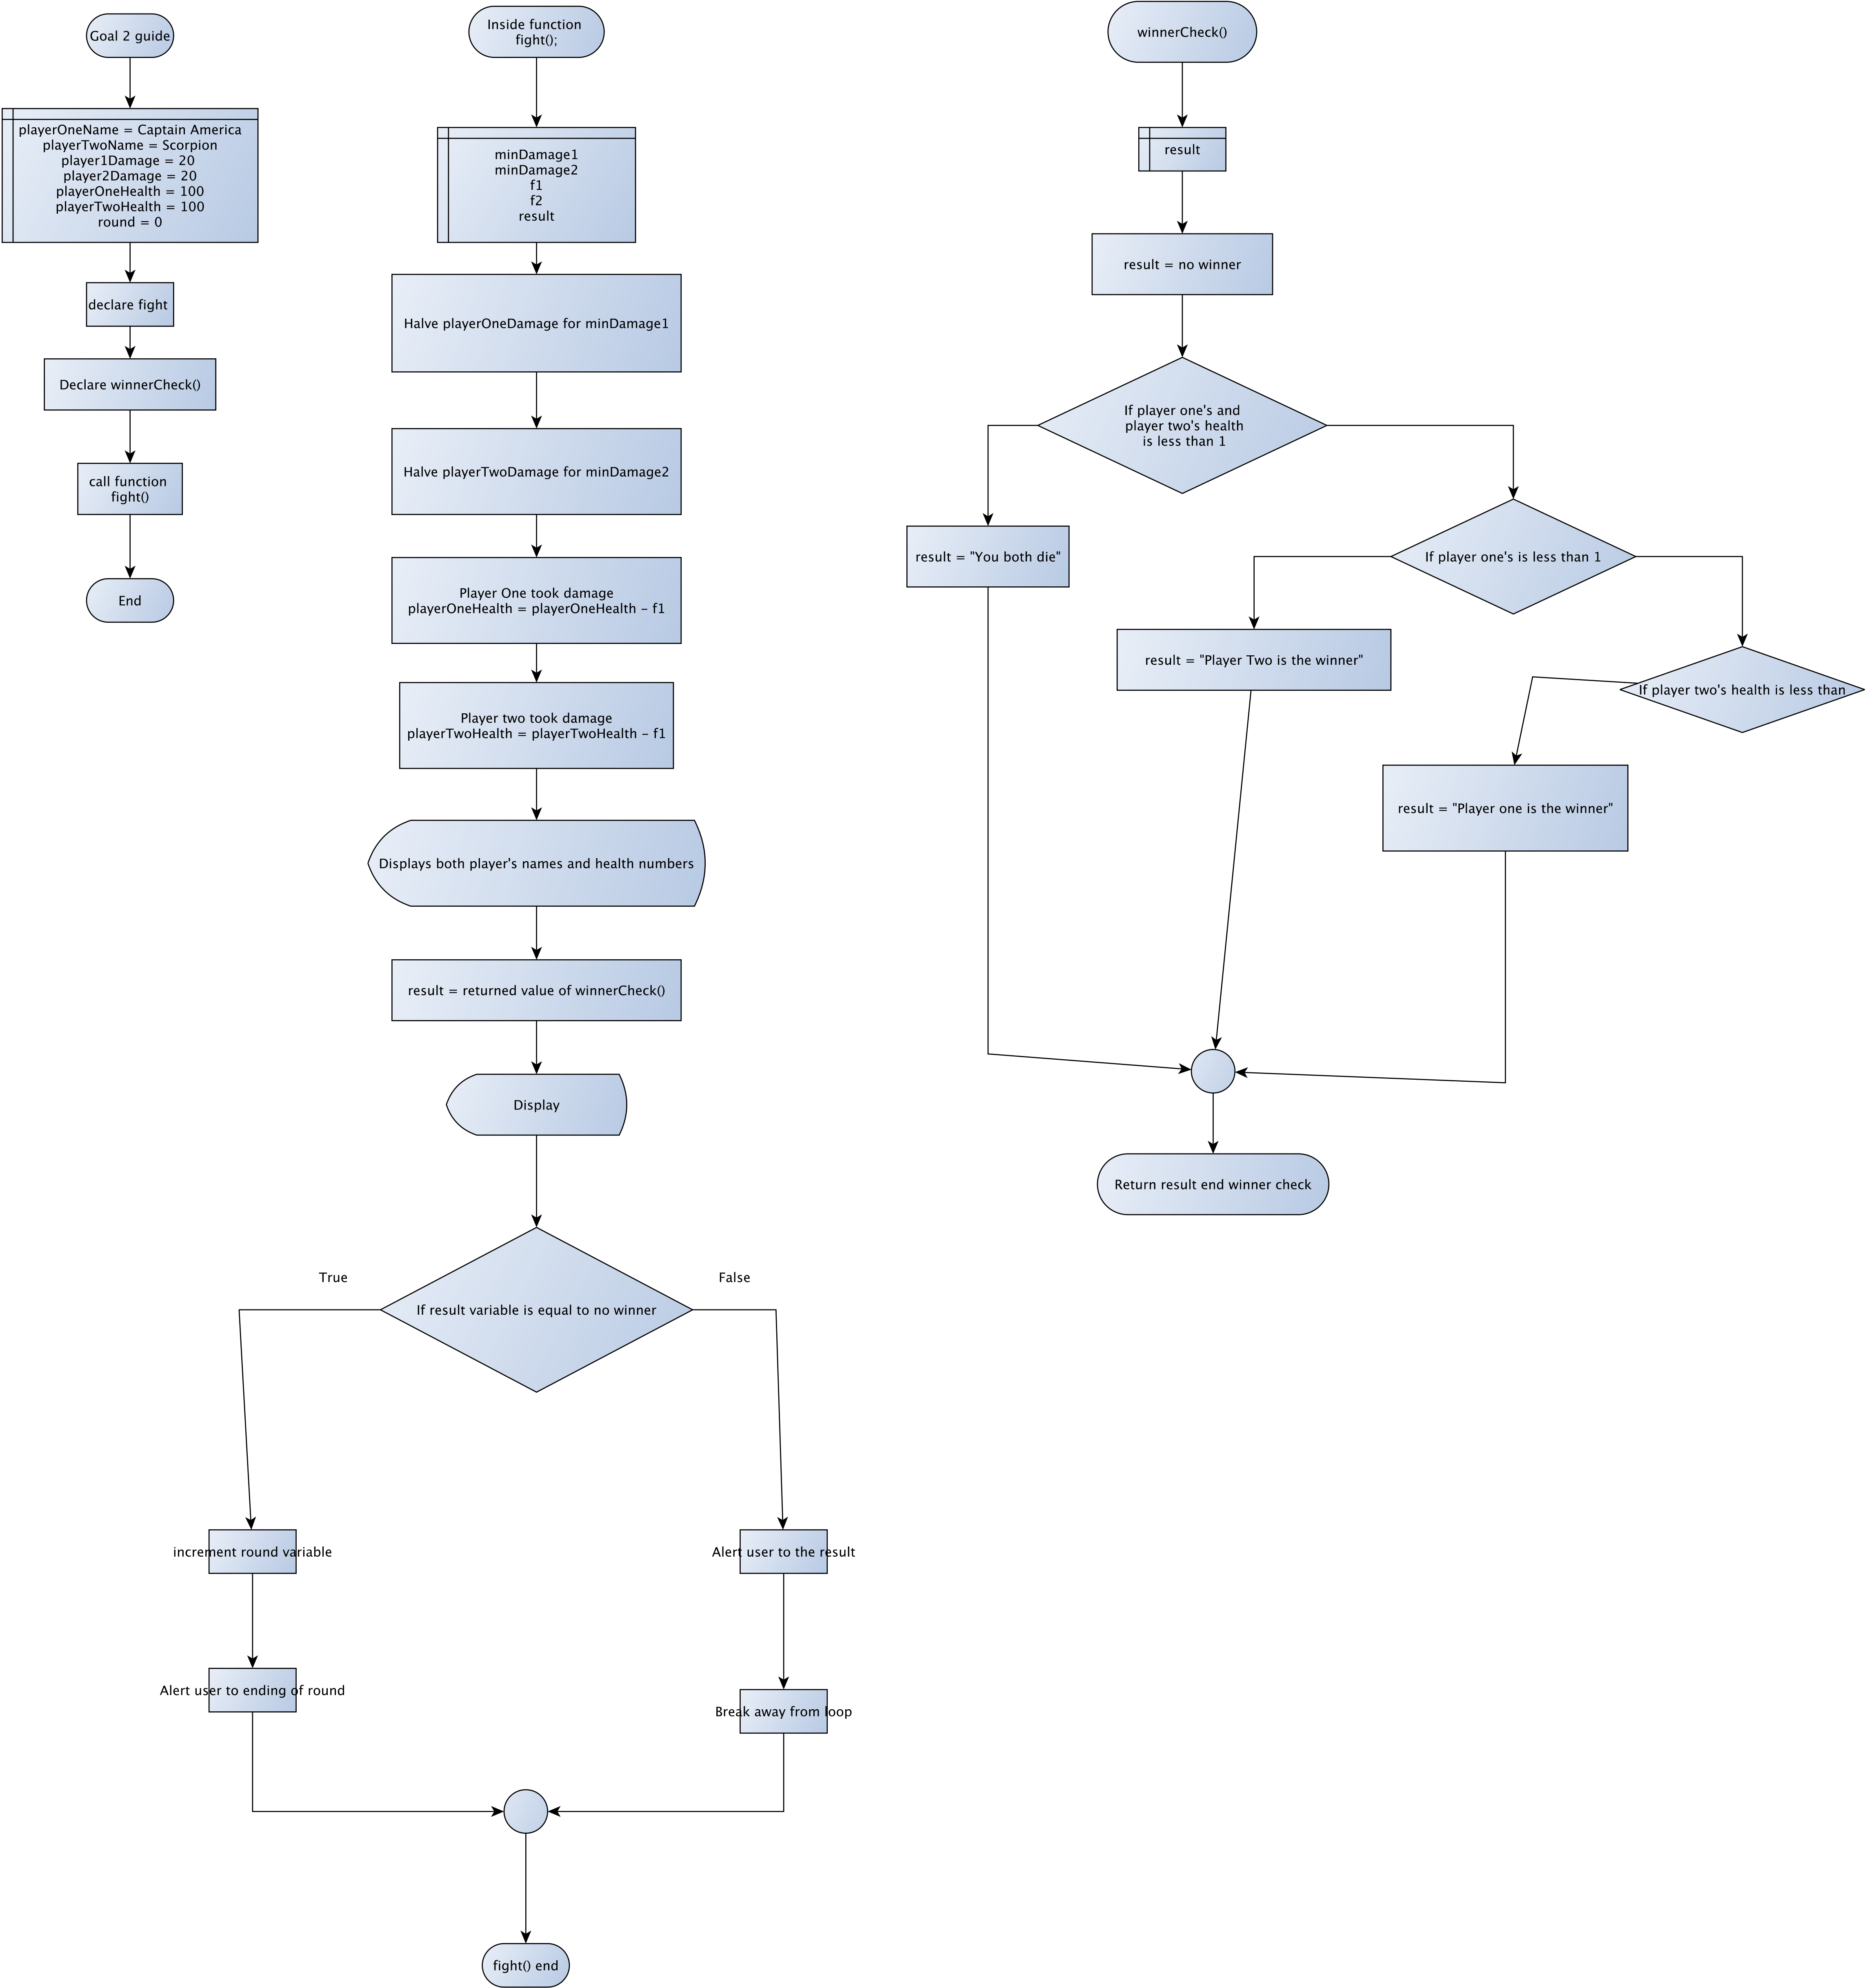 Goal 2 guide
playerOneName = Captain America
playerTwoName = Scorpion
player1Damage = 20
player2Damage = 20
playerOneHealth = 100
playerTwoHealth = 100
round = 0
declare fight
Declare winnerCheck()
call function
fight()
End
Inside function
fight();
minDamage1
minDamage2
f1
f2
result
Halve playerOneDamage for minDamage1
Halve playerTwoDamage for minDamage2
Player One took damage
playerOneHealth = playerOneHealth - f1
Player two took damage
playerTwoHealth = playerTwoHealth - f1
Displays both player's names and health numbers
result = returned value of winnerCheck()
Display
True
False
If result variable is equal to no winner
increment round variable
Alert user to ending of round
Alert user to the result
Break away from loop
fight() end
winnerCheck()
result
result = no winner
If player one's and
player two's health
is less than 1
result = "You both die"
If player one's is less than 1
result = "Player Two is the winner"
If player two's health is less than
result = "Player one is the winner"
Return result end winner check